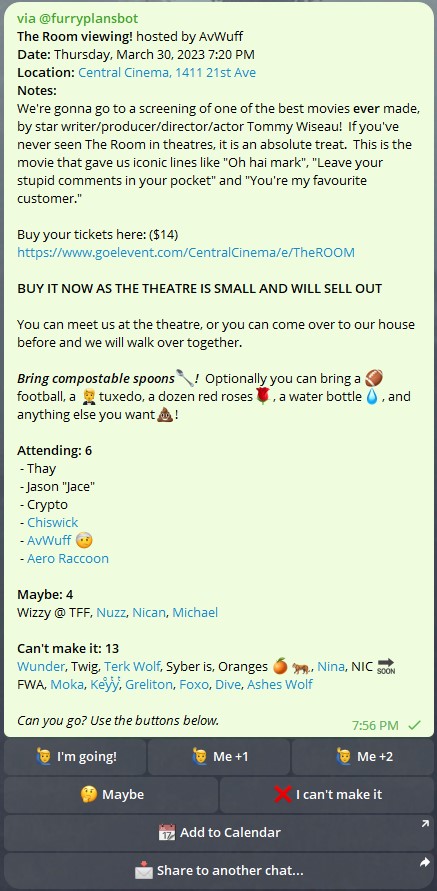 via @furryplansbot
The Room viewing! hosted by AvWuff
Date: Thursday, March 30, 2023 7:20 PM
Location: Central Cinema, 1411 21st Ave
Notes:
We're gonna go to a screening of one of the best movies ever made,
by star writer/producer/director/actor Tommy Wiseau!  If you've
never seen The Room in theatres, it is an absolute treat.  This is the
movie that gave us iconic lines like "Oh hai mark", "Leave your
stupid comments in your pocket" and "You're my favourite
customer."
Buy your tickets here: ($14)
https://www.goelevent.com/CentralCinema/e/TheROOM
BUY IT NOW AS THE THEATRE IS SMALL AND WILL SELL OUT
You can meet us at the theatre, or you can come over to our house
before and we will walk over together.
Bring compostable spoons🥄!  Optionally you can bring a 🏈
football, a 🤵tuxedo, a dozen red roses🌹, a water bottle💧, and
anything else you want💩!
Attending: 6
- Thay
- Jason "Jace"
- Crypto
- Chiswick
- AvWuff 🤕
- Aero Raccoon
Maybe: 4
Wizzy @ TFF, Nuzz, Nican, Michael
Can't make it: 13
Wunder, Twig, Terk Wolf, Syber is, Oranges 🍊 🐅, Nina, NIC 🔜
FWA, Moka, Keyy, Greliton, Foxo, Dive, Ashes Wolf
Can you go? Use the buttons below.
7:56 PM ✓
🙋‍♂️ I'm going!
🙋‍♂️ Me +1
🙋‍♂️ Me +2
🤔 Maybe
❌ I can't make it
📆 Add to Calendar
📩 Share to another chat...